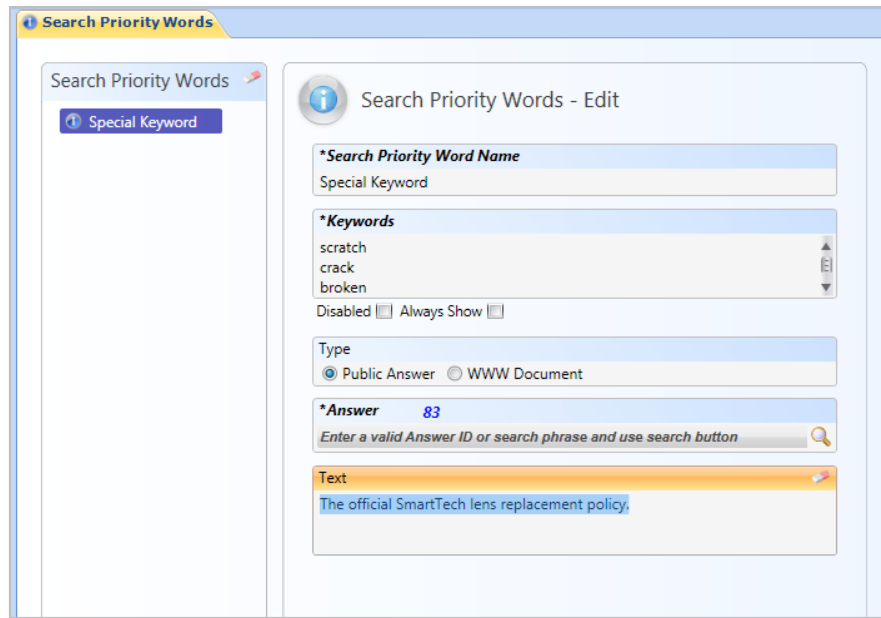 Search Priority Words
Search Priority Words
Special Keyword
Search Priority Words - Edit
*Search Priority Word Name
Special Keyword
*Keywords
scratch
crack
broken
Disabled Always Show
Type
Public Answer WWW Document
*Answer 83
Enter a valid Answer ID or search phrase and use search button
Text
The official SmartTech lens replacement policy.